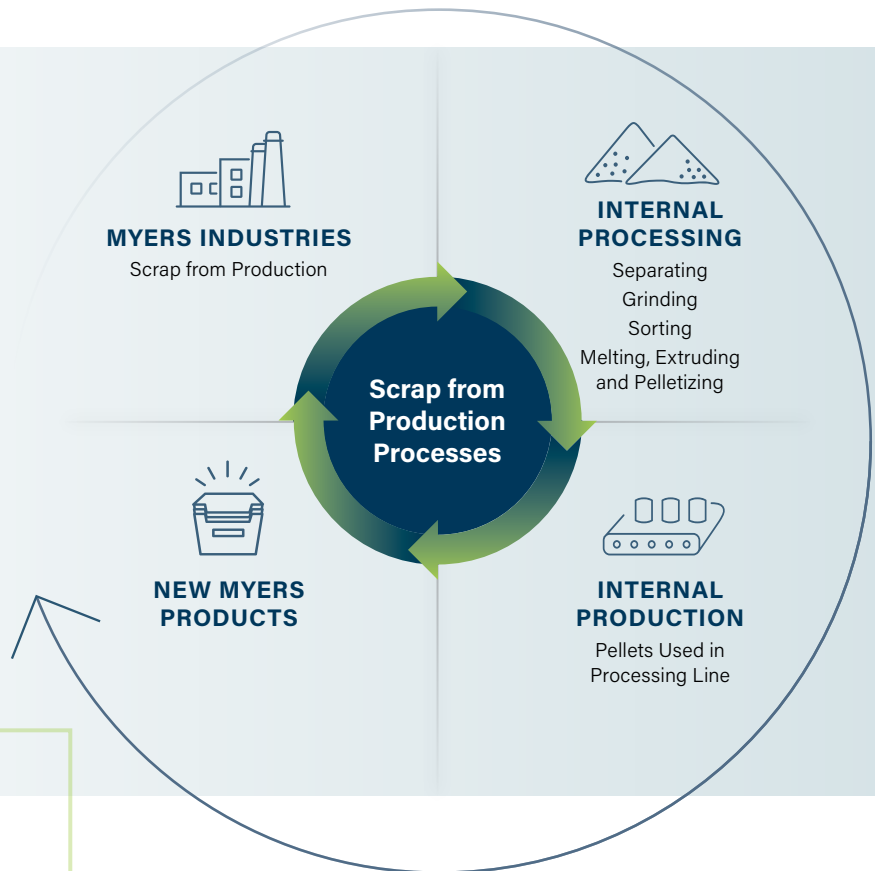 MYERS INDUSTRIES
Scrap from Production
INTERNAL
PROCESSING
Separating
Grinding
Sorting
Melting, Extruding
and Pelletizing
Scrap from
Production
Processes
NEW MYERS
PRODUCTS
INTERNAL
PRODUCTION
Pellets Used in
Processing Line